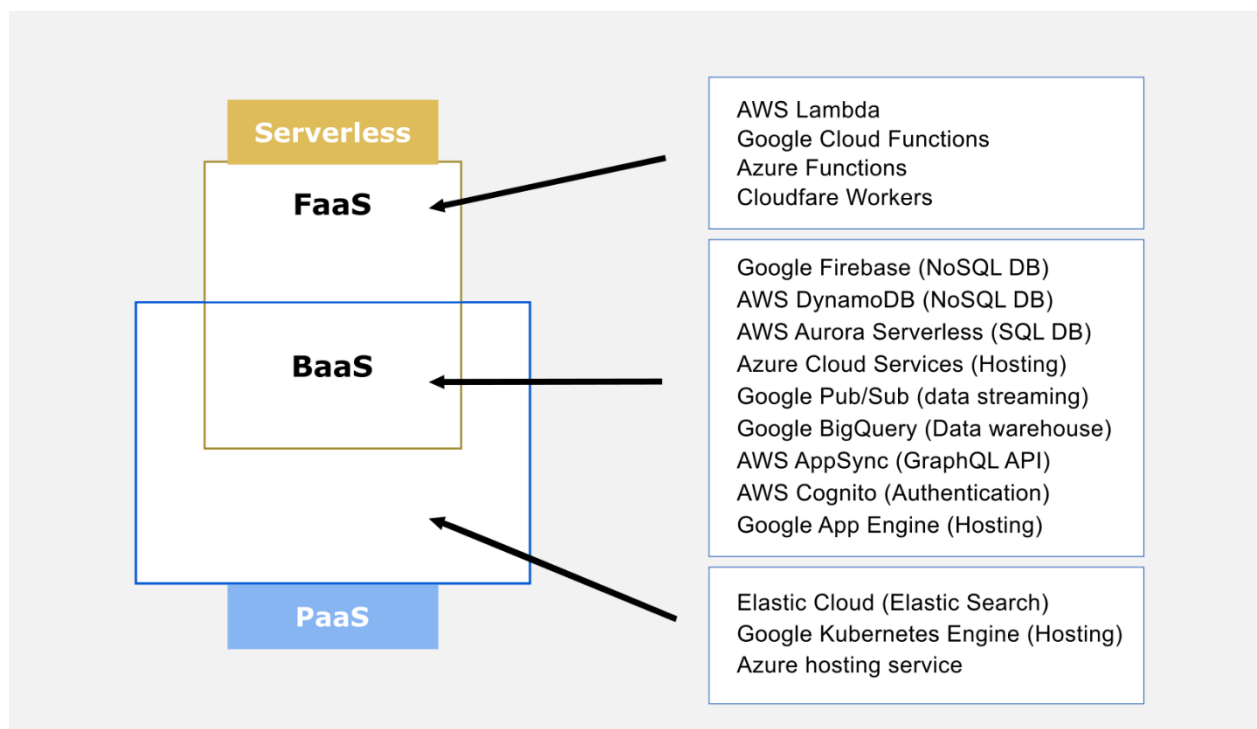 Serverless
FaaS
BaaS
PaaS
AWS Lambda
Google Cloud Functions
Azure Functions
Cloudfare Workers
Google Firebase (NoSQL DB)
AWS DynamoDB (NoSQL DB)
AWS Aurora Serverless (SQL DB)
Azure Cloud Services (Hosting)
Google Pub/Sub (data streaming)
Google BigQuery (Data warehouse)
AWS AppSync (GraphQL API)
AWS Cognito (Authentication)
Google App Engine (Hosting)
Elastic Cloud (Elastic Search)
Google Kubernetes Engine (Hosting)
Azure hosting service